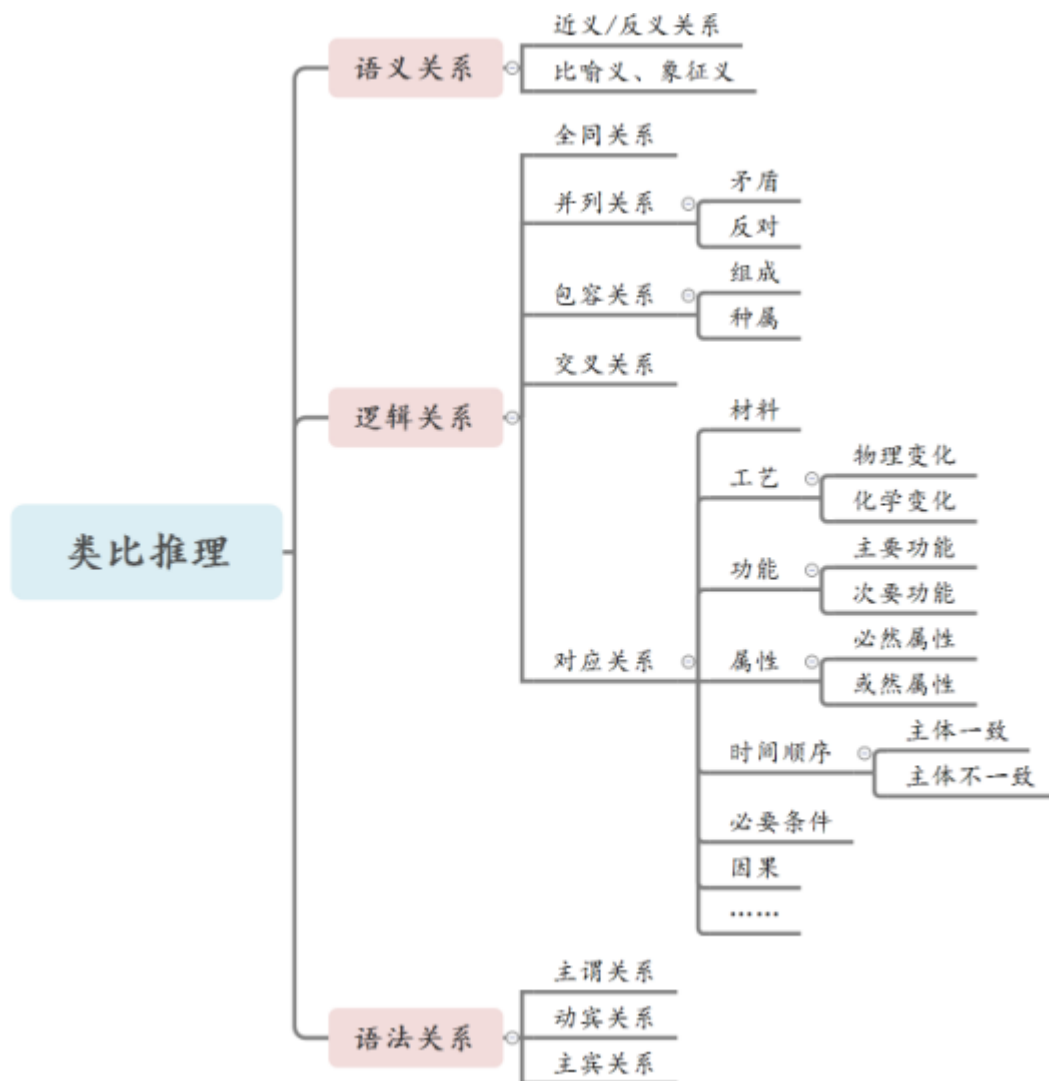 类比推理
语义关系
近义/反义关系
比喻义、象征义
逻辑关系
全同关系
并列关系
矛盾
反对
包容关系
组成
种属
交叉关系
对应关系
材料
工艺
物理变化
化学变化
功能
主要功能
次要功能
属性
必然属性
或然属性
时间顺序
主体一致
主体不一致
必要条件
因果
……
语法关系
主谓关系
动宾关系
主宾关系